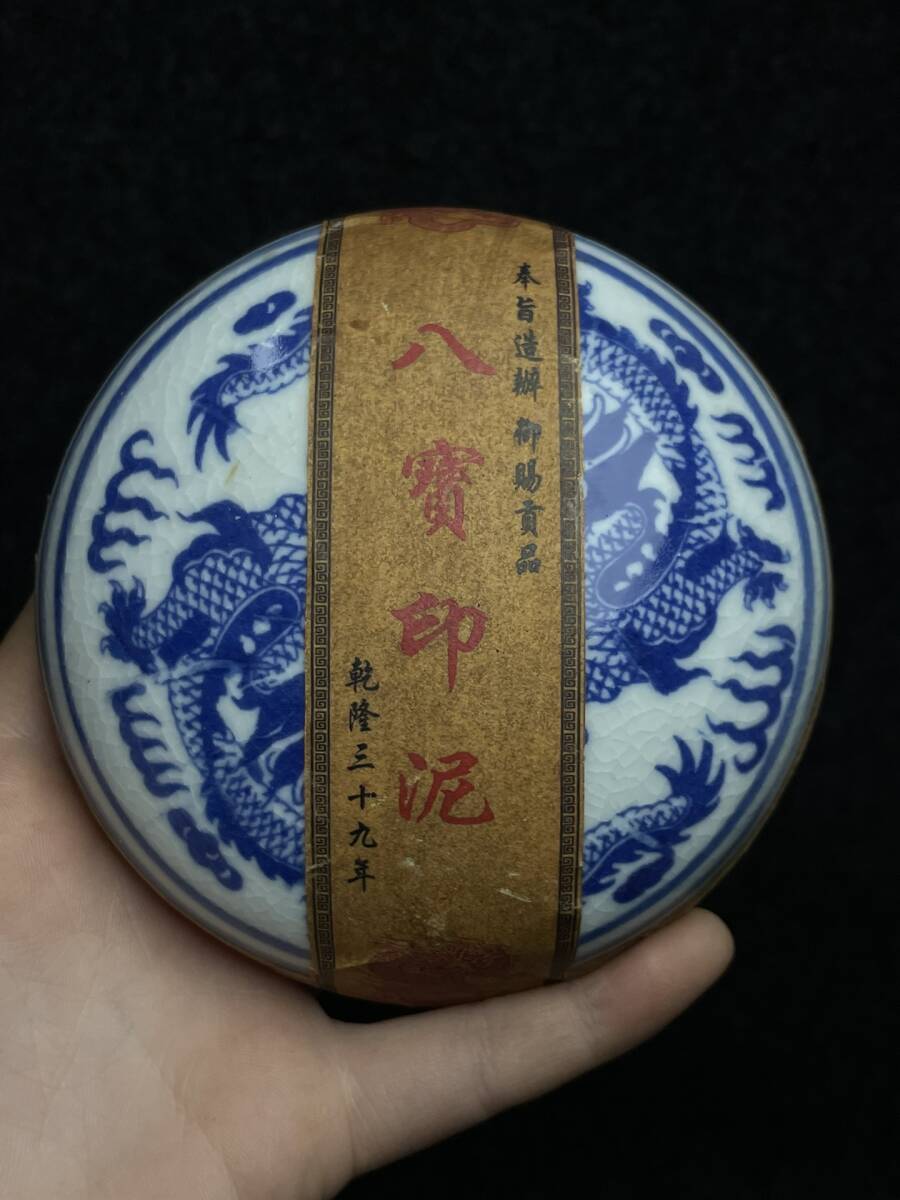 奉旨造辦 御賜貢品
八寶印泥
乾隆三十九年